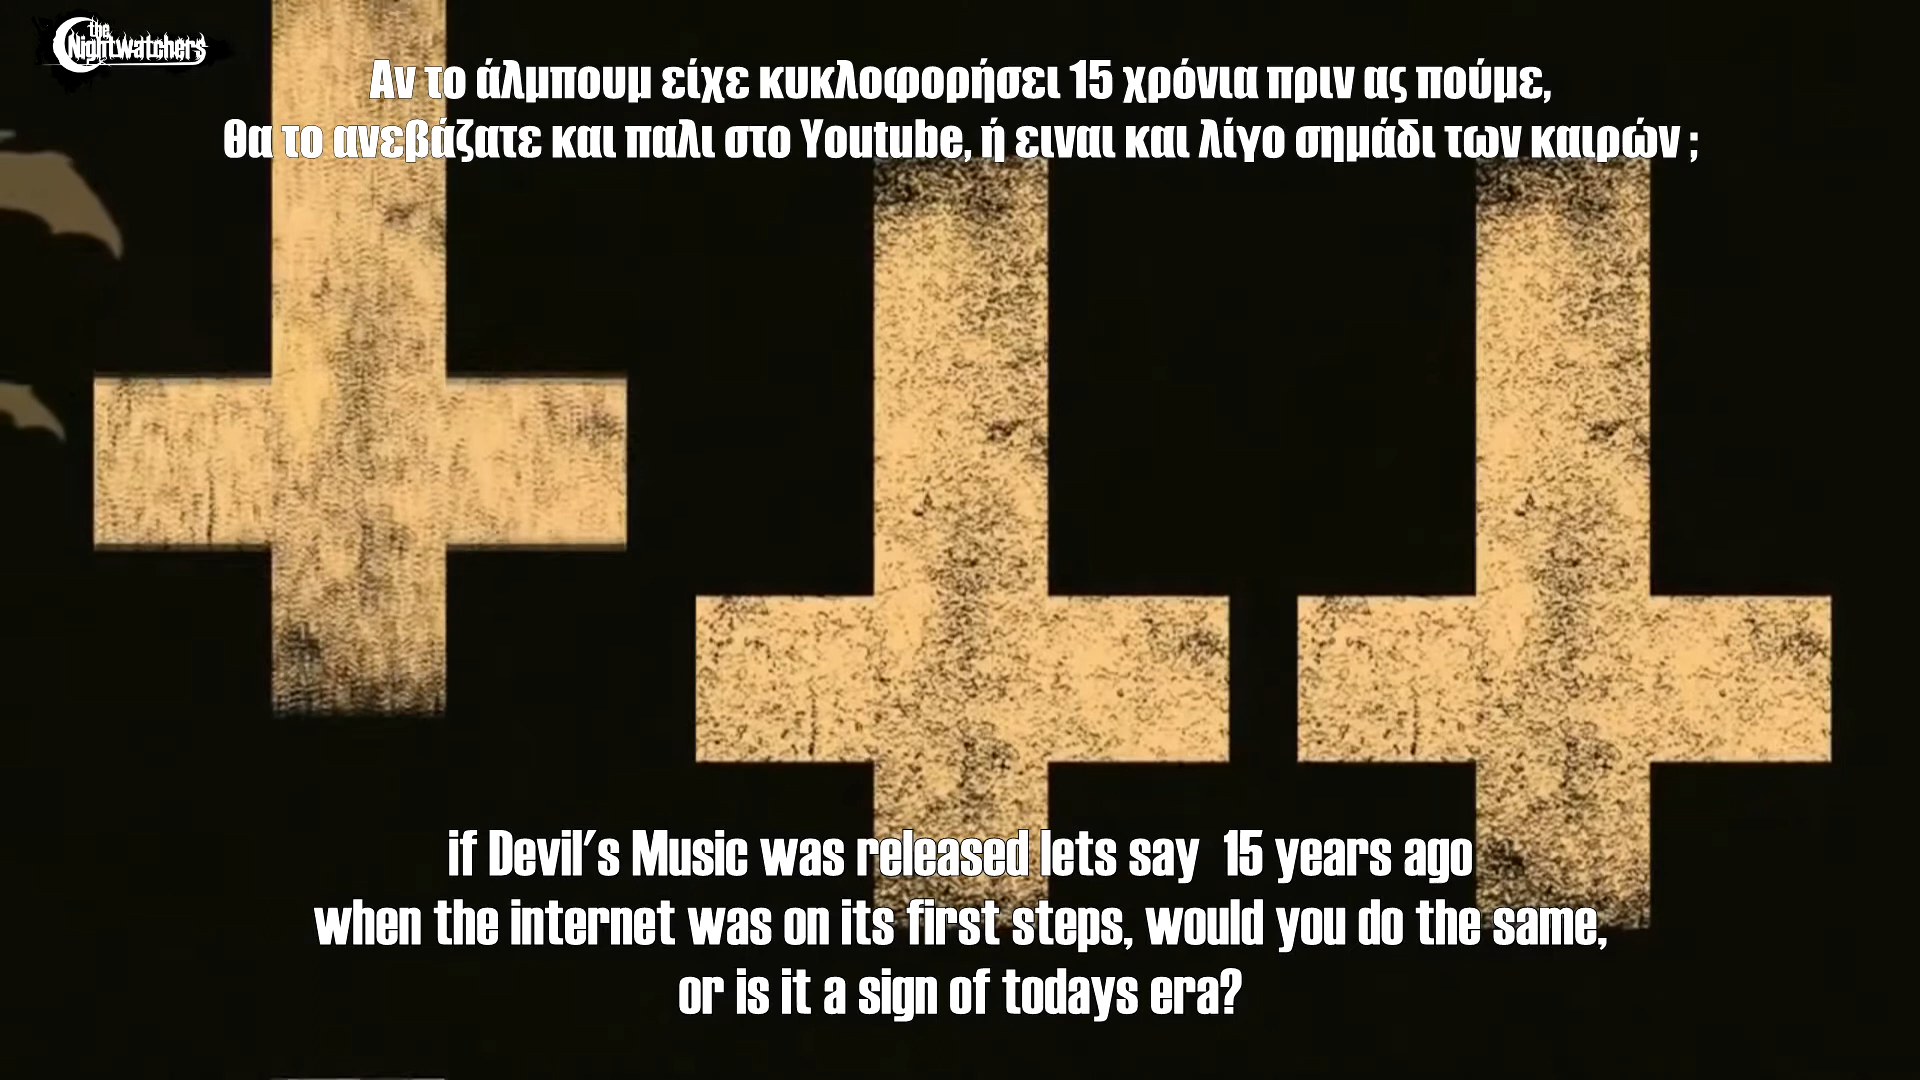 the
Nightwatchers
Αν το άλμπουμ είχε κυκλοφορήσει 15 χρόνια πριν ας πούμε,
θα το ανεβάζατε και παλι στο Youtube, ή ειναι και λίγο σημάδι των καιρών ;
if Devil's Music was released lets say 15 years ago
when the internet was on its first steps, would you do the same,
or is it a sign of todays era?